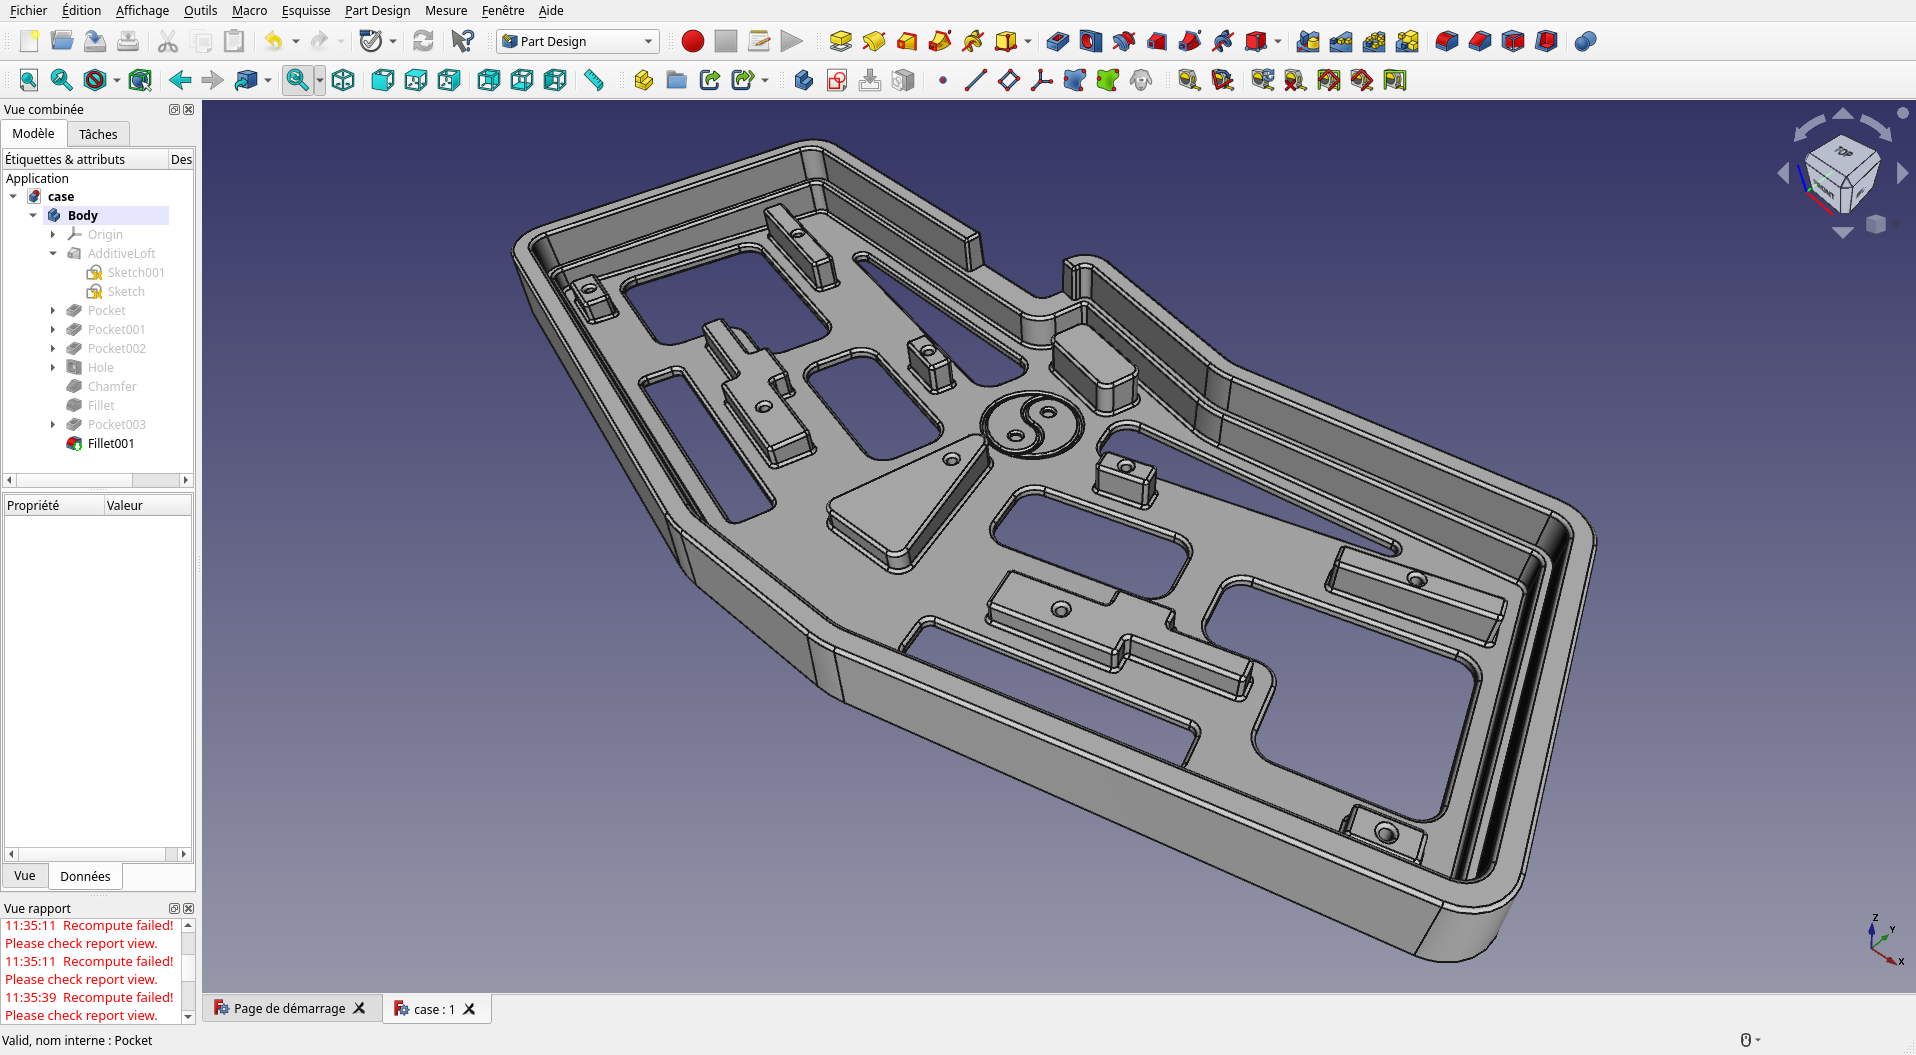 Fichier Édition Affichage Outils Macro Esquisse Part Design Mesure Fenêtre Aide
Part Design
Vue combinée
Modèle Tâches
Étiquettes & attributs Des
Application
case
Body
Origin
AdditiveLoft
Sketch001
Sketch
Pocket
Pocket001
Pocket002
Hole
Chamfer
Fillet
Pocket003
Fillet001
Propriété Valeur
Vue Données
Vue rapport
11:35:11 Recompute failed!
Please check report view.
11:35:11 Recompute failed!
Please check report view.
11:35:39 Recompute failed!
Please check report view.
TOP
FRONT
Z
Y
X
Page de démarrage
case : 1
Valid, nom interne : Pocket